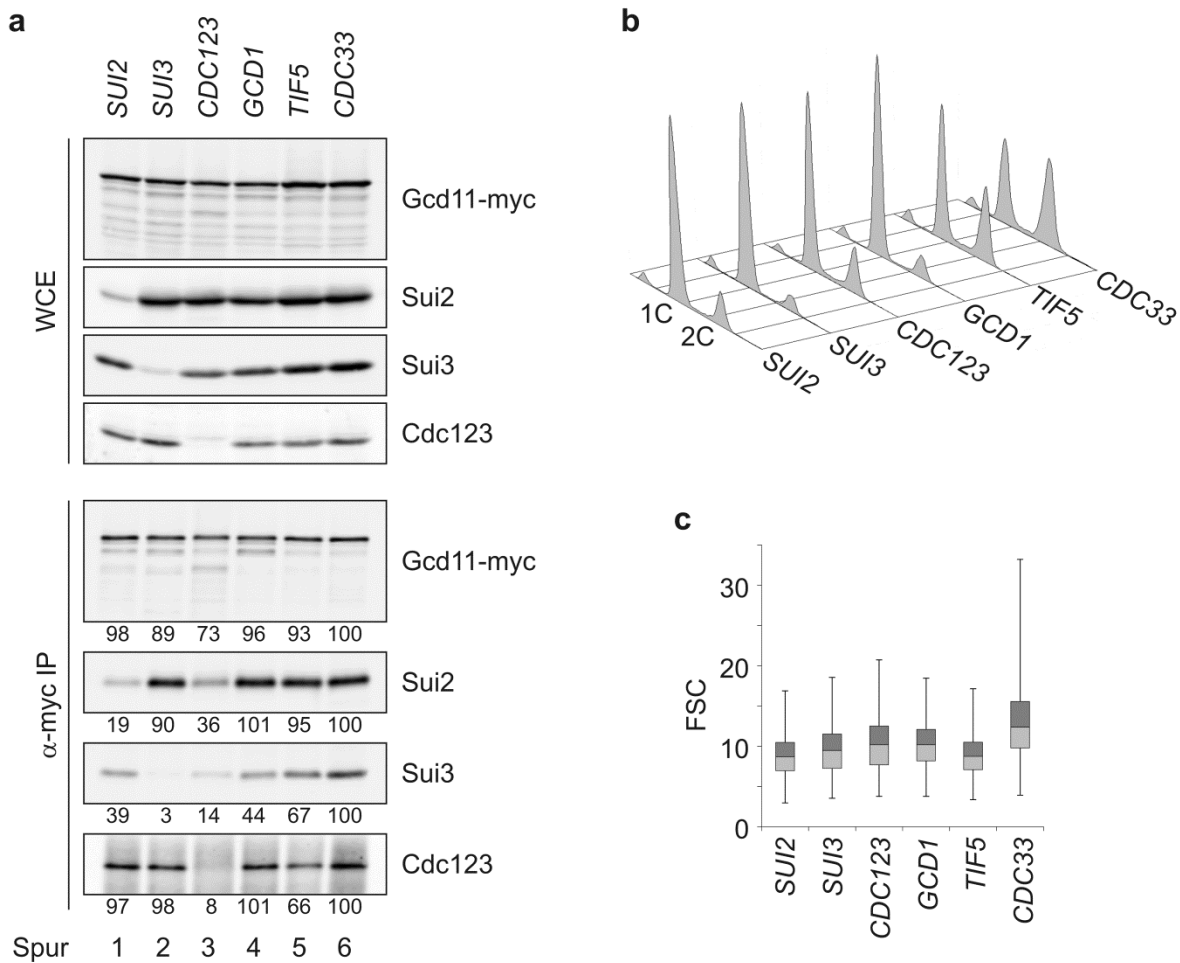 a
SUI2 SUI3 CDC123 GCD1 TIF5 CDC33
WCE
Gcd11-myc
Sui2
Sui3
Cdc123
α-myc IP
Gcd11-myc
98 89 73 96 93 100
Sui2
19 90 36 101 95 100
Sui3
39 3 14 44 67 100
Cdc123
97 98 8 101 66 100
Spur 1 2 3 4 5 6
b
1C
2C
SUI2
SUI3
CDC123
GCD1
TIF5
CDC33
c
FSC
30
20
10
0
SUI2 SUI3 CDC123 GCD1 TIF5 CDC33